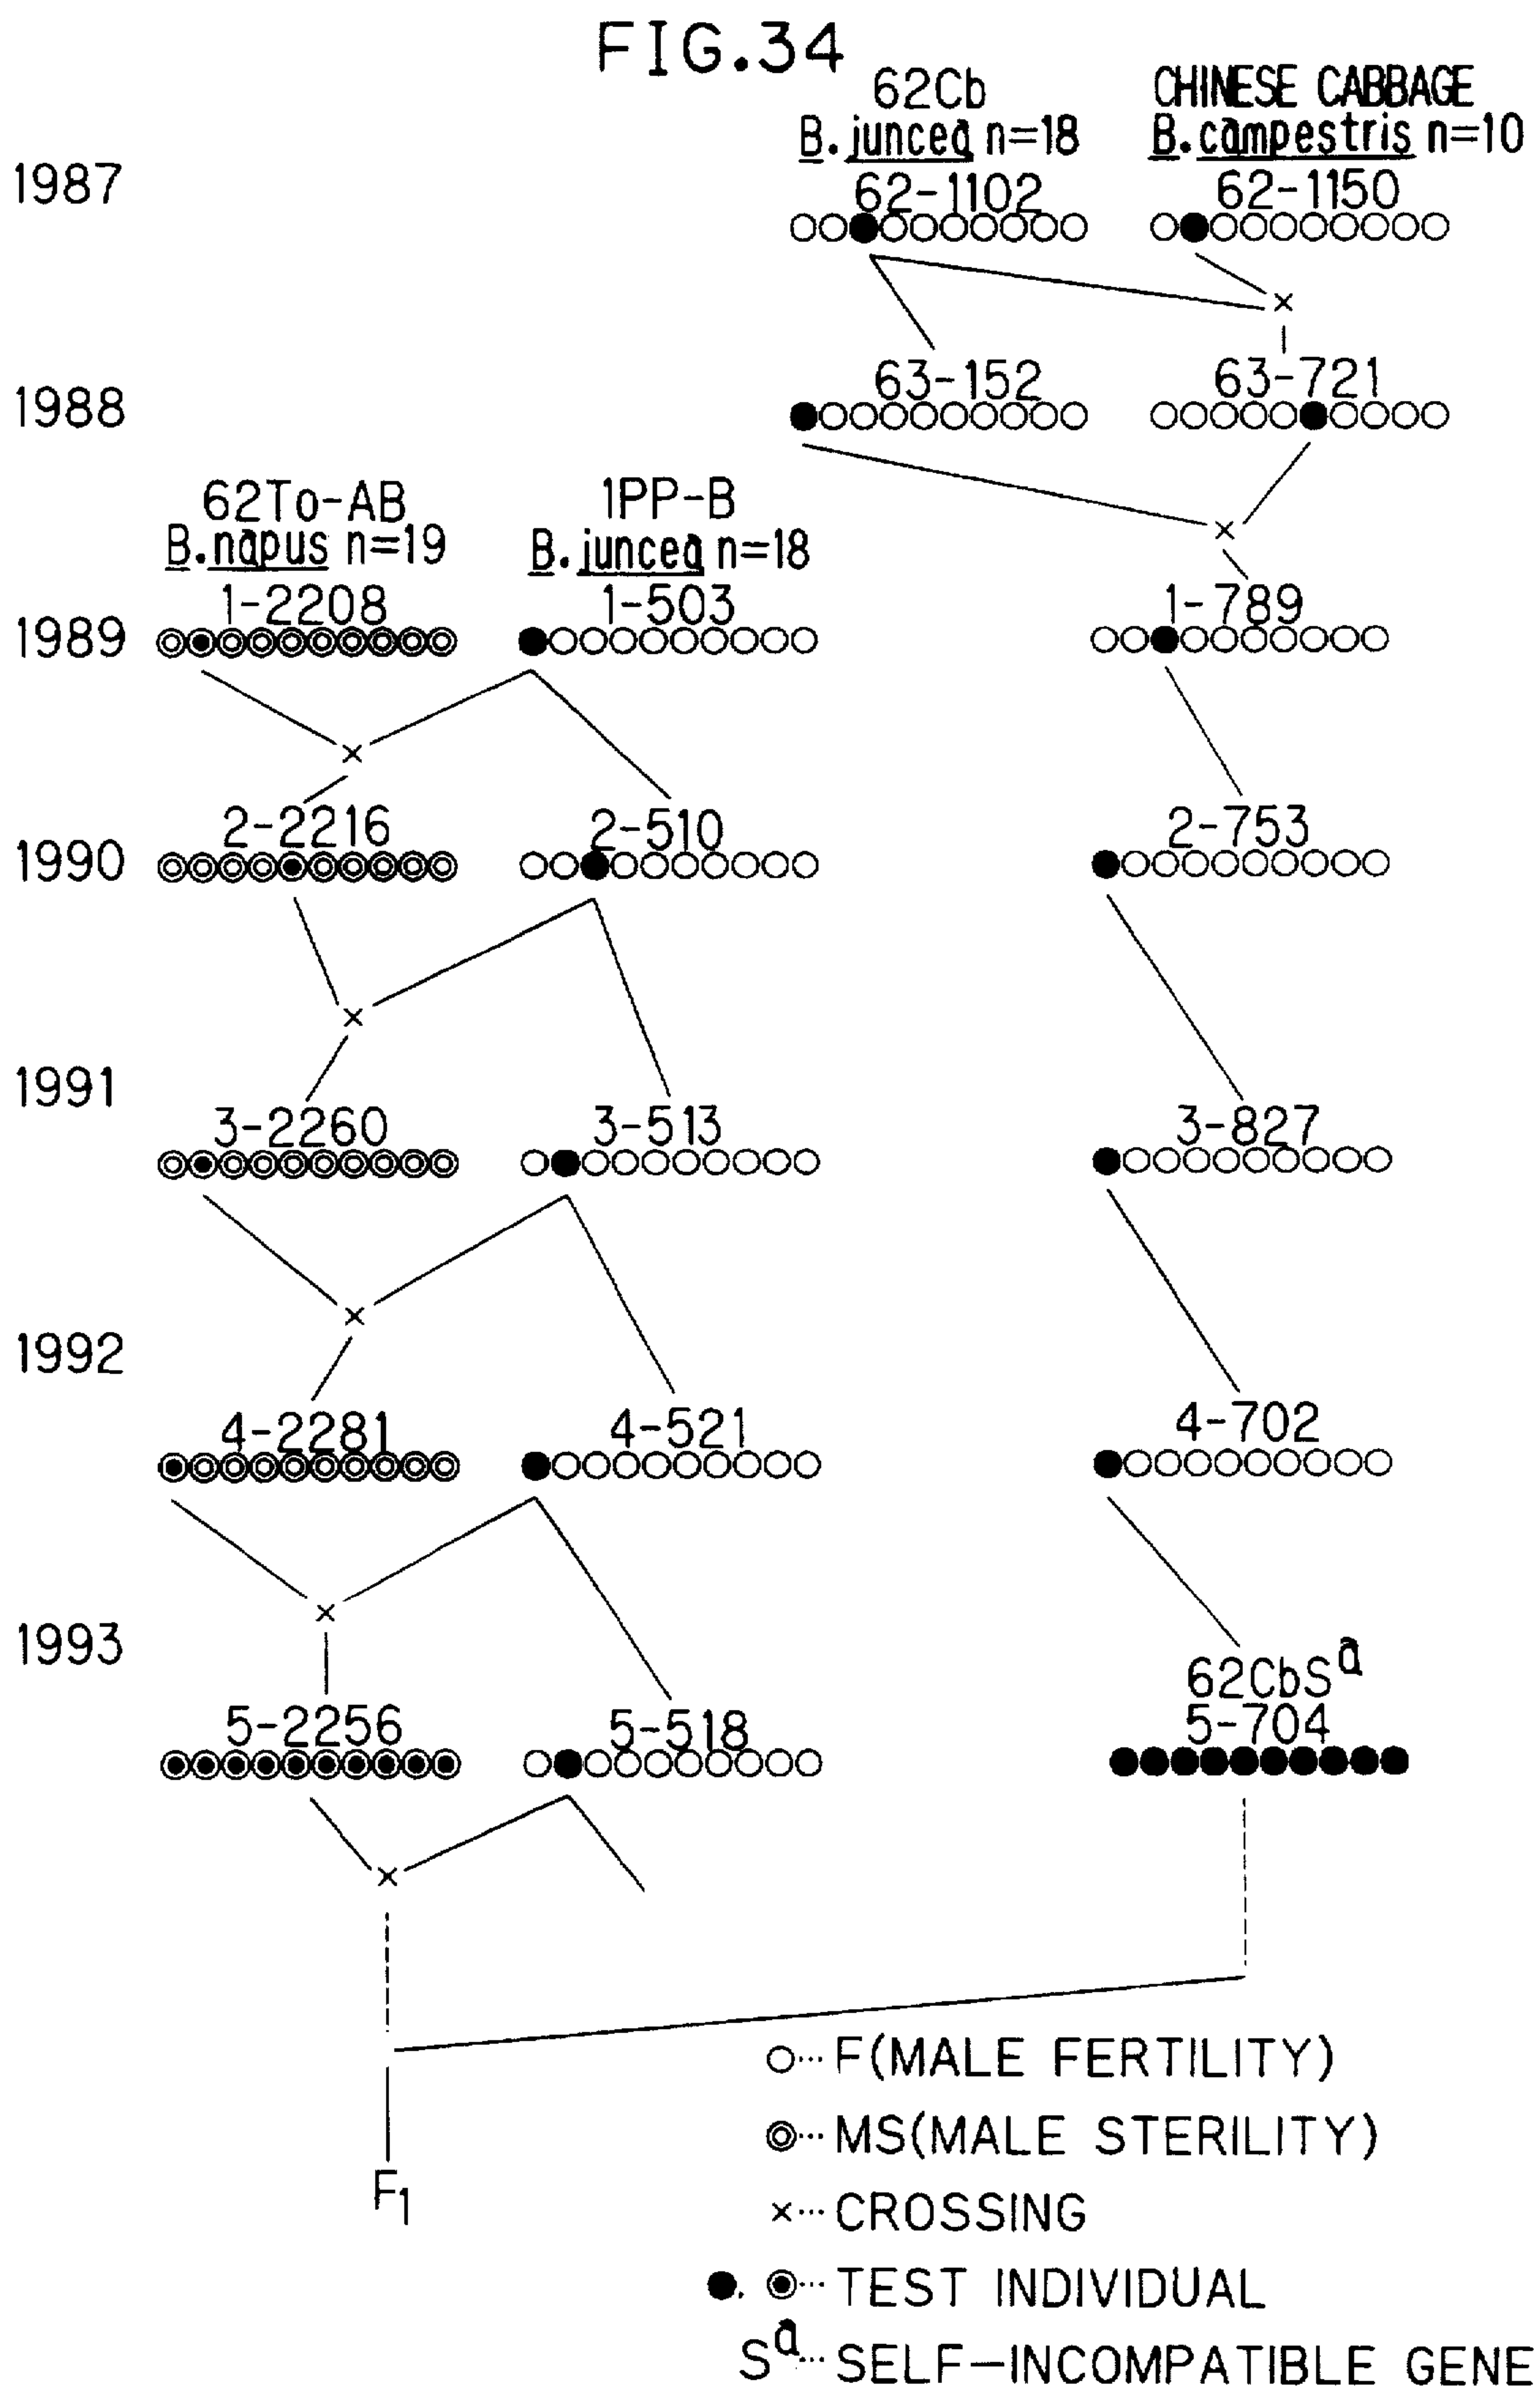 FIG.34
62Cb
B.juncea n=18
CHINESE CABBAGE
B.campestris n=10
1987
62-1102
62-1150
×
1988
63-152
63-721
×
62To-AB
B.napus n=19
1PP-B
B.juncea n=18
1989
1-2208
1-503
1-789
×
1990
2-2216
2-510
2-753
×
1991
3-2260
3-513
3-827
×
1992
4-2281
4-521
4-702
×
1993
62CbSa
5-2256
5-518
5-704
×
○··· F(MALE FERTILITY)
◎··· MS(MALE STERILITY)
×··· CROSSING
●. ◉··· TEST INDIVIDUAL
Sa··· SELF-INCOMPATIBLE GENE
F1